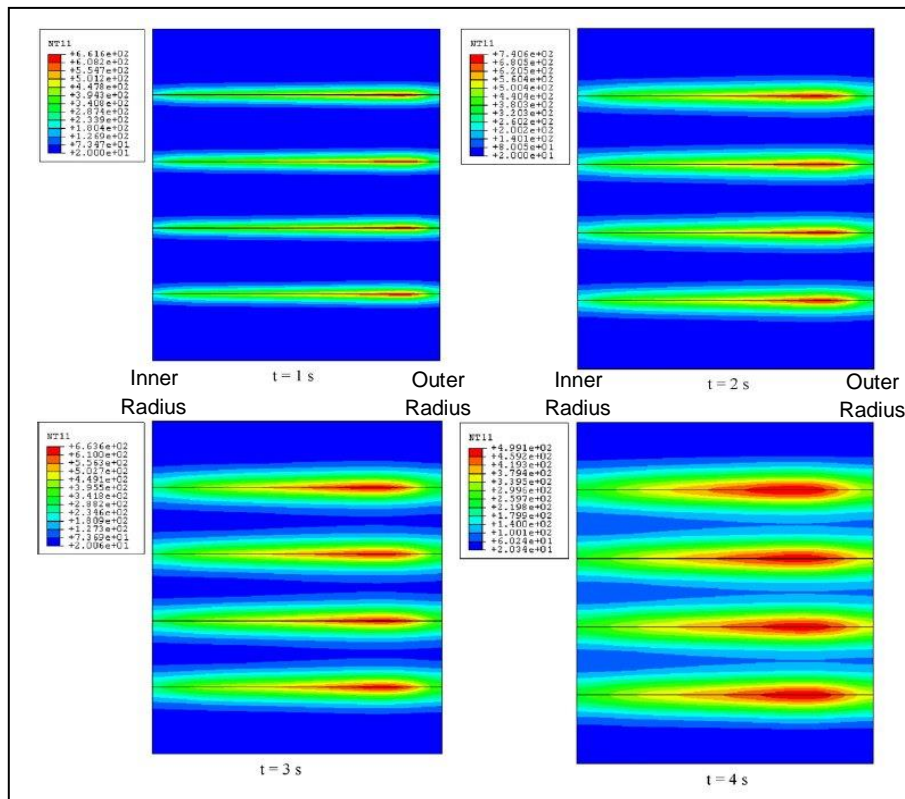 NT11
+6.616e+02
+6.082e+02
+5.547e+02
+5.012e+02
+4.478e+02
+3.943e+02
+3.408e+02
+2.874e+02
+2.339e+02
+1.804e+02
+1.269e+02
+7.347e+01
+2.000e+01
NT11
+7.406e+02
+6.805e+02
+6.205e+02
+5.604e+02
+5.004e+02
+4.404e+02
+3.803e+02
+3.203e+02
+2.602e+02
+2.002e+02
+1.401e+02
+8.005e+01
+2.000e+01
Inner
Radius
t = 1 s
Outer
Radius
Inner
Radius
t = 2 s
Outer
Radius
NT11
+6.636e+02
+6.100e+02
+5.563e+02
+5.027e+02
+4.491e+02
+3.955e+02
+3.418e+02
+2.882e+02
+2.346e+02
+1.809e+02
+1.273e+02
+7.369e+01
+2.006e+01
NT11
+4.991e+02
+4.592e+02
+4.193e+02
+3.794e+02
+3.395e+02
+2.996e+02
+2.597e+02
+2.198e+02
+1.799e+02
+1.400e+02
+1.001e+02
+6.024e+01
+2.034e+01
t = 3 s
t = 4 s